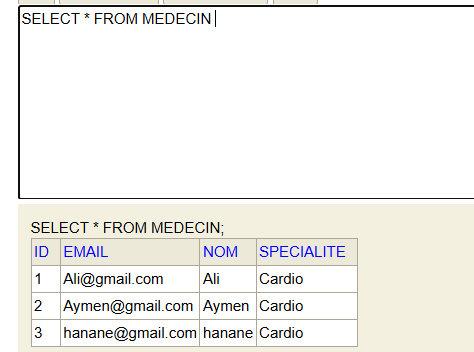 SELECT * FROM MEDECIN
SELECT * FROM MEDECIN;
ID EMAIL NOM SPECIALITE
1 Ali@gmail.com Ali Cardio
2 Aymen@gmail.com Aymen Cardio
3 hanane@gmail.com hanane Cardio